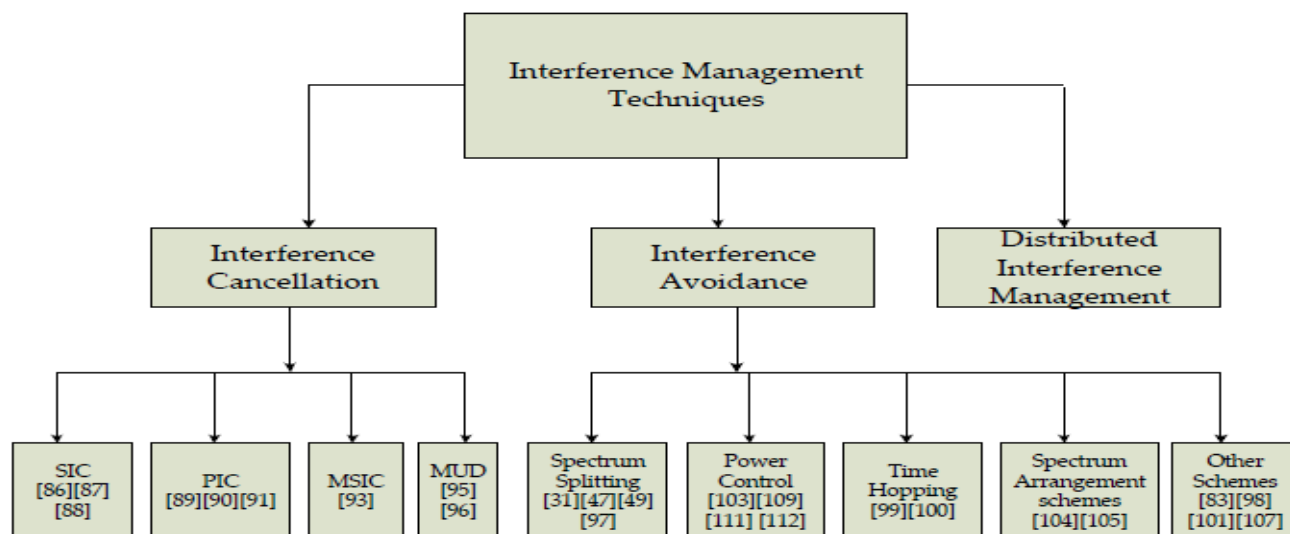 Interference Management
Techniques
Interference
Cancellation
Interference
Avoidance
Distributed
Interference
Management
SIC
[86][87]
[88]
PIC
[89][90][91]
MSIC
[93]
MUD
[95]
[96]
Spectrum
Splitting
[31][47][49]
[97]
Power
Control
[103][109]
[111] [112]
Time
Hopping
[99][100]
Spectrum
Arrangement
schemes
[104][105]
Other
Schemes
[83][98]
[101][107]